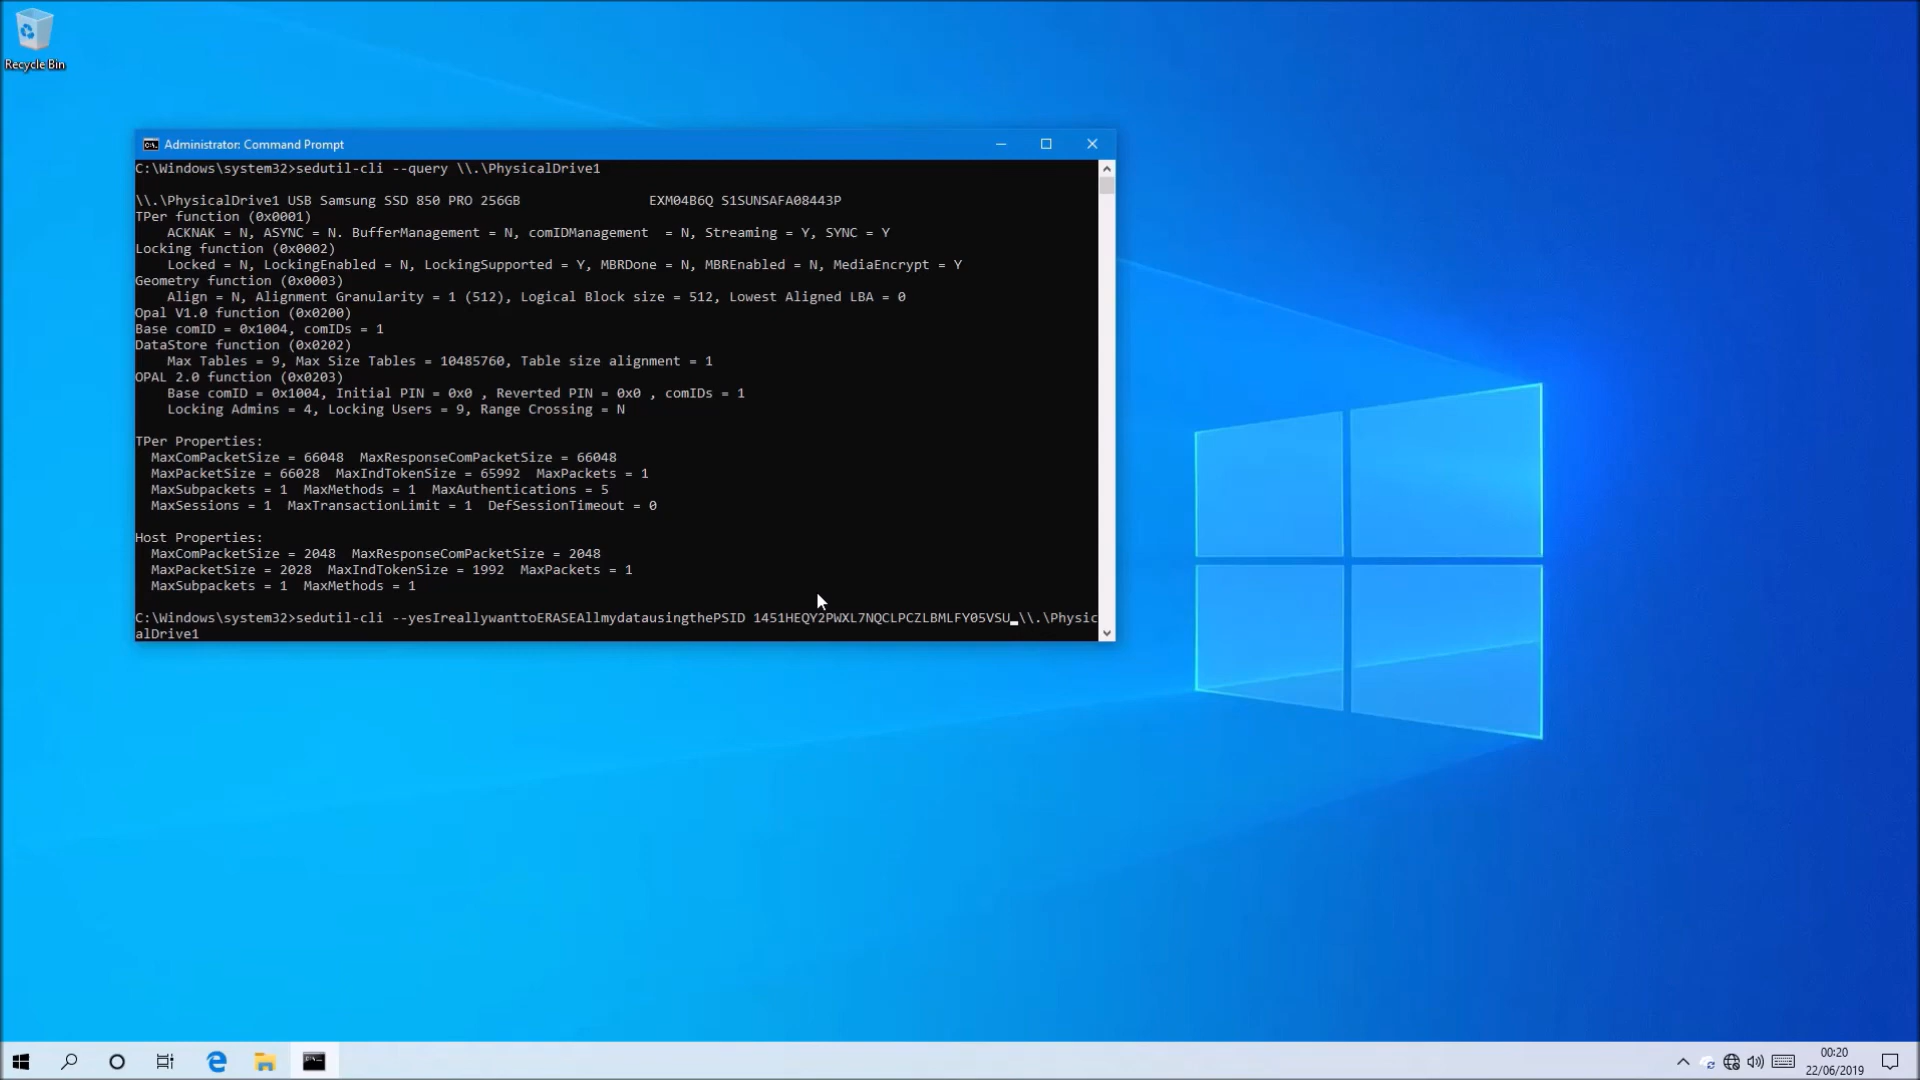 Recycle Bin
Administrator: Command Prompt
C:\Windows\system32>sedutil-cli --query \\.\PhysicalDrive1
\\.\PhysicalDrive1 USB Samsung SSD 850 PRO 256GB                EXM04B6Q S1SUNSAFA08443P
TPer function (0x0001)
    ACKNAK = N, ASYNC = N. BufferManagement = N, comIDManagement  = N, Streaming = Y, SYNC = Y
Locking function (0x0002)
    Locked = N, LockingEnabled = N, LockingSupported = Y, MBRDone = N, MBREnabled = N, MediaEncrypt = Y
Geometry function (0x0003)
    Align = N, Alignment Granularity = 1 (512), Logical Block size = 512, Lowest Aligned LBA = 0
Opal V1.0 function (0x0200)
Base comID = 0x1004, comIDs = 1
DataStore function (0x0202)
    Max Tables = 9, Max Size Tables = 10485760, Table size alignment = 1
OPAL 2.0 function (0x0203)
    Base comID = 0x1004, Initial PIN = 0x0 , Reverted PIN = 0x0 , comIDs = 1
    Locking Admins = 4, Locking Users = 9, Range Crossing = N
TPer Properties:
  MaxComPacketSize = 66048  MaxResponseComPacketSize = 66048
  MaxPacketSize = 66028  MaxIndTokenSize = 65992  MaxPackets = 1
  MaxSubpackets = 1  MaxMethods = 1  MaxAuthentications = 5
  MaxSessions = 1  MaxTransactionLimit = 1  DefSessionTimeout = 0
Host Properties:
  MaxComPacketSize = 2048  MaxResponseComPacketSize = 2048
  MaxPacketSize = 2028  MaxIndTokenSize = 1992  MaxPackets = 1
  MaxSubpackets = 1  MaxMethods = 1
C:\Windows\system32>sedutil-cli --yesIreallywanttoERASEAllmydatausingthePSID 1451HEQY2PWXL7NQCLPCZLBMLFY05VSU \\.\Physic
alDrive1
00:20
22/06/2019